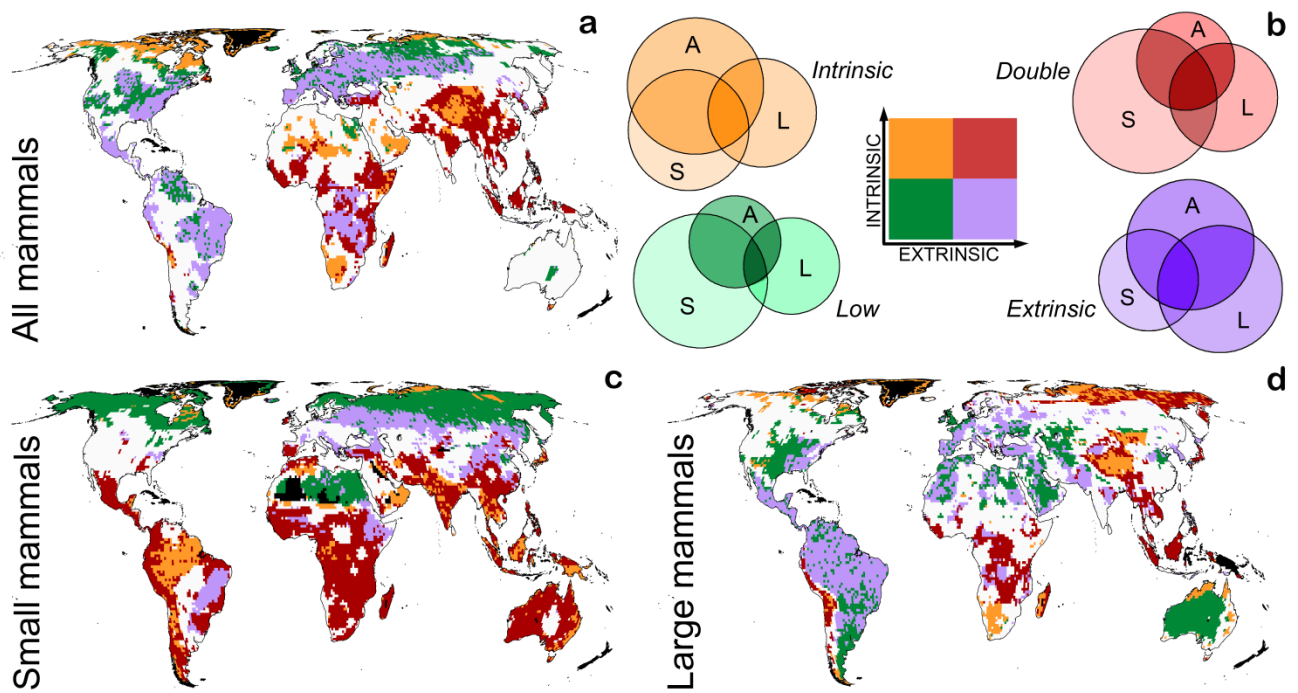 All mammals
a
A
S
L
Intrinsic
Double
b
A
S
L
INTRINSIC
EXTRINSIC
A
S
L
Low
Extrinsic
A
S
L
Small mammals
c
Large mammals
d